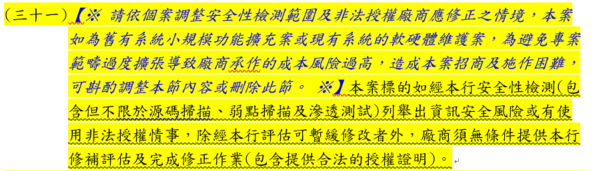 (三十一)【※ 請依個案調整安全性檢測範圍及非法授權廠商應修正之情境,本案
如為舊有系統小規模功能擴充案或現有系統的軟硬體維護案,為避免專案
範疇過度擴張導致廠商承作的成本風險過高,造成本案招商及施作困難,
可斟酌調整本節內容或刪除此節。 ※】本案標的如經本行安全性檢測(包
含但不限於源碼掃描、弱點掃描及滲透測試)列舉出資訊安全風險或有使
用非法授權情事,除經本行評估可暫緩修改者外,廠商須無條件提供本行
修補評估及完成修正作業(包含提供合法的授權證明)。